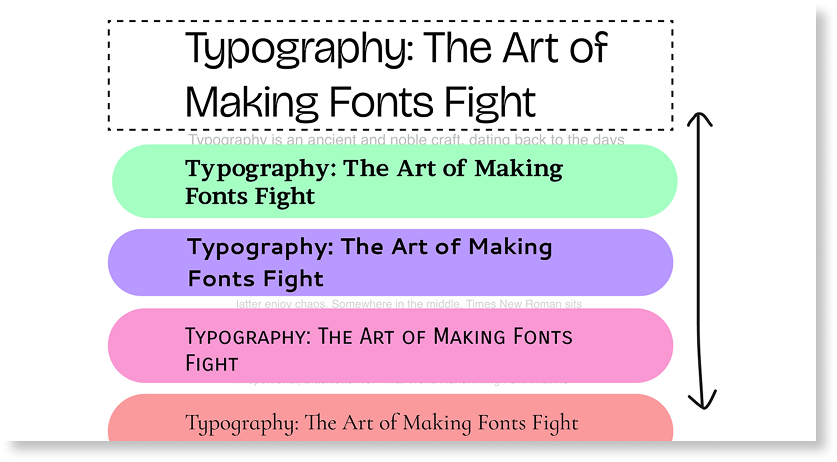 Typography: The Art of
Making Fonts Fight
Typography is an ancient and noble craft, dating back to the days
Typography: The Art of Making
Fonts Fight
Typography: The Art of Making
Fonts Fight
latter enjoy chaos. Somewhere in the middle, Times New Roman sits
Typography: The Art of Making Fonts
Fight
Typography: The Art of Making Fonts Fight